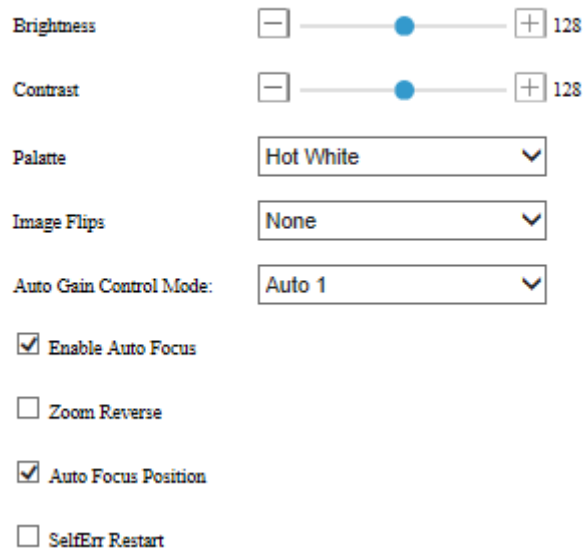 Brightness 128
Contrast 128
Palatte Hot White
Image Flips None
Auto Gain Control Mode: Auto 1
Enable Auto Focus
Zoom Reverse
Auto Focus Position
SelfErr Restart